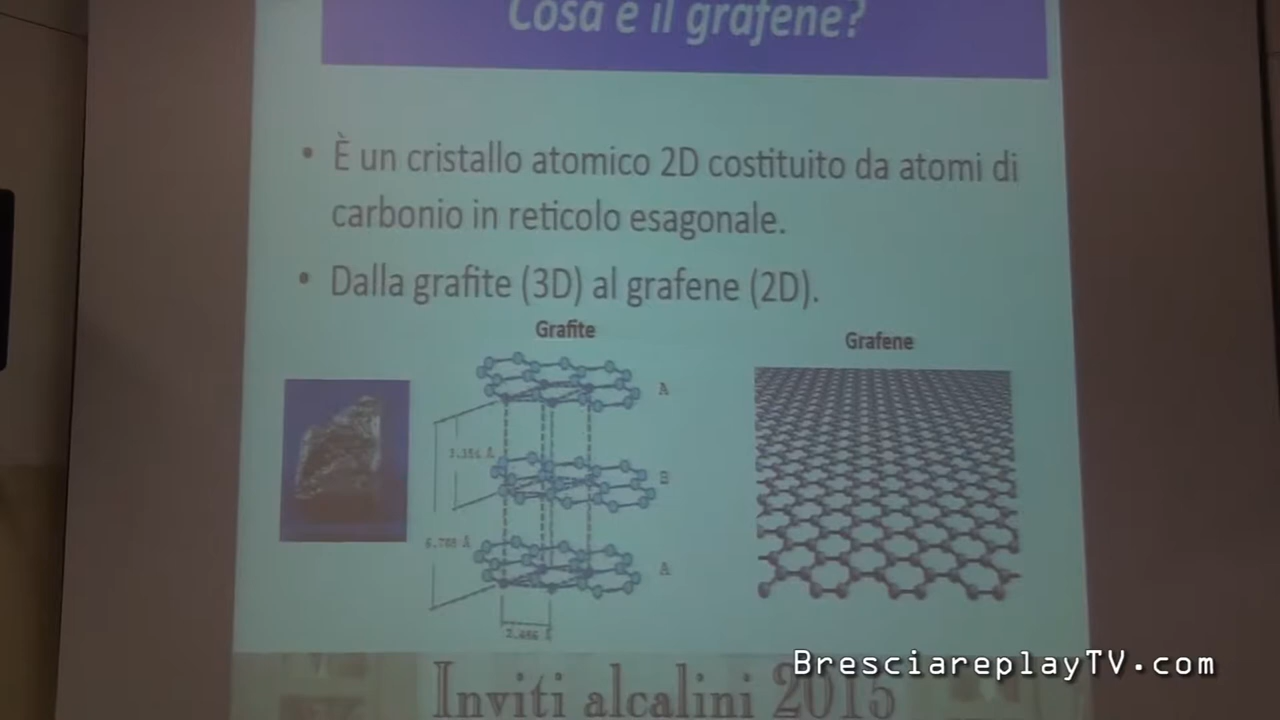 Cosa è il grafene?
• È un cristallo atomico 2D costituito da atomi di
carbonio in reticolo esagonale.
• Dalla grafite (3D) al grafene (2D).
Grafite
Grafene
A
B
A
Inviti alcalini 2015
BresciareplayTV.com